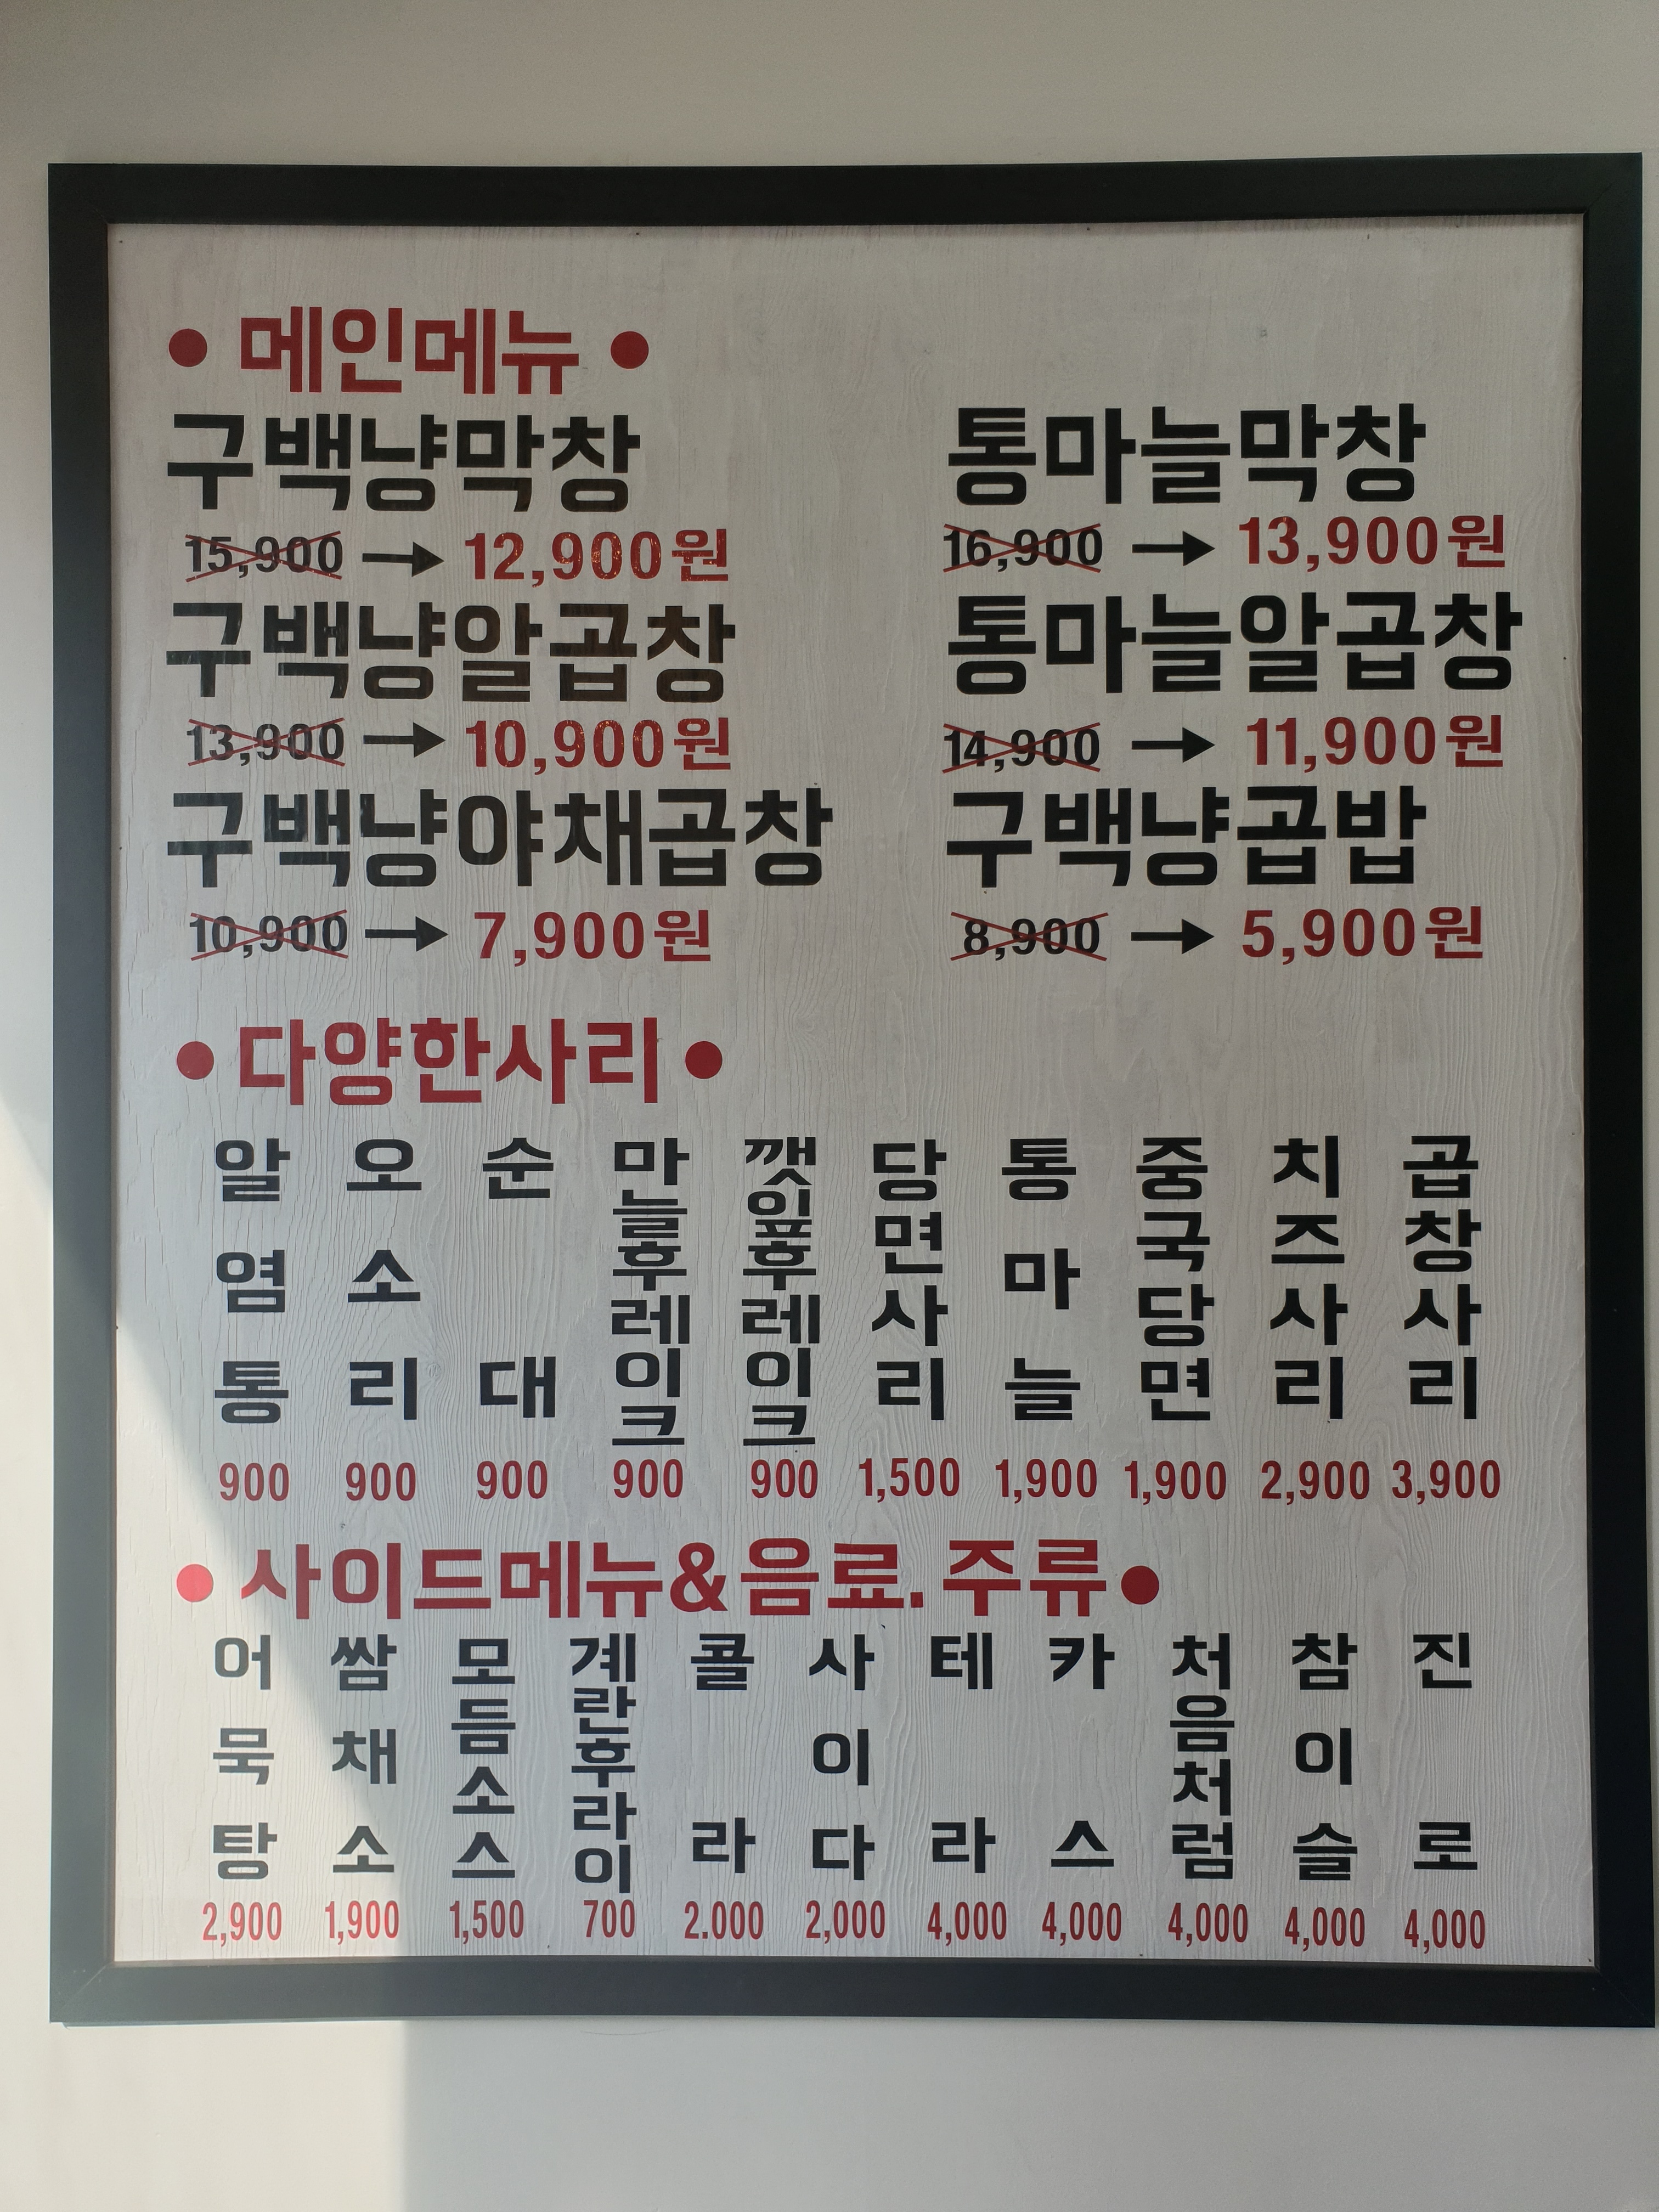 ● 메인메뉴 ●
구백냥막창 통마늘막창
15,900 → 12,900원 16,900 → 13,900원
구백냥알곱창 통마늘알곱창
13,900 → 10,900원 14,900 → 11,900원
구백냥야채곱창 구백냥곱밥
10,900 → 7,900원 8,900 → 5,900원
● 다양한사리 ●
알염통 오소리 순대 마늘후레이크 깻잎후레이크 당면사리 통마늘 중국당면 치즈사리 곱창사리
900 900 900 900 900 1,500 1,900 1,900 2,900 3,900
● 사이드메뉴&음료.주류 ●
어묵탕 쌈채소 모듬소스 계란후라이 콜라 사이다 테라 카스 처음처럼 참이슬 진로
2,900 1,900 1,500 700 2.000 2,000 4,000 4,000 4,000 4,000 4,000